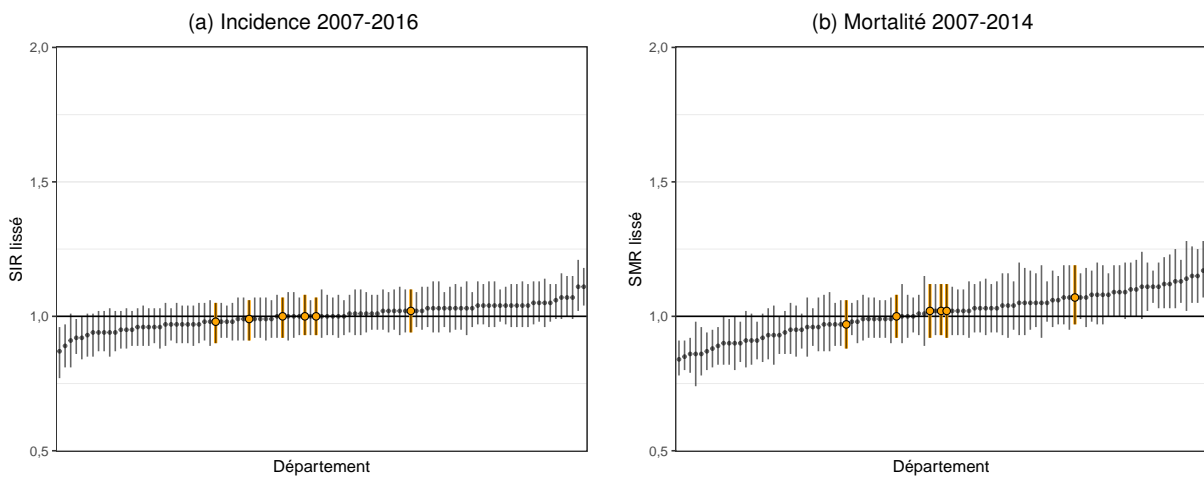 (a) Incidence 2007-2016
2,0
1,5
1,0
0,5
SIR lissé
Département
(b) Mortalité 2007-2014
2,0
1,5
1,0
0,5
SMR lissé
Département